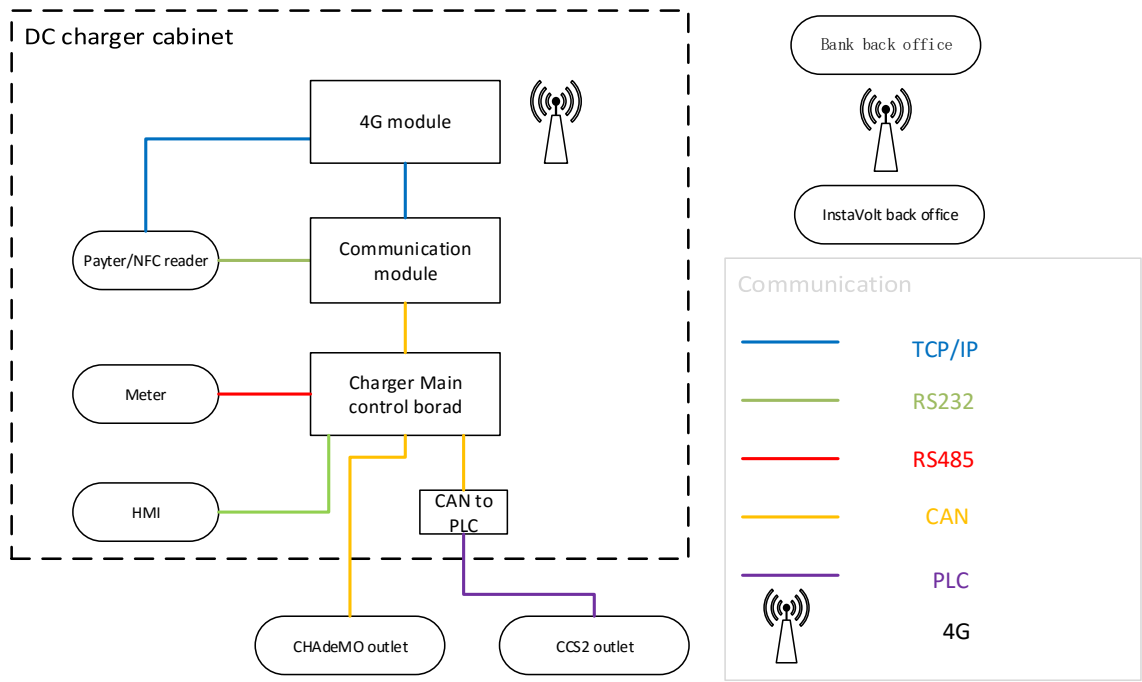 DC charger cabinet
Bank back office
4G module
InstaVolt back office
Payter/NFC reader
Communication
module
Communication
TCP/IP
RS232
RS485
CAN
PLC
4G
Meter
Charger Main
control borad
HMI
CAN to
PLC
CHAdeMO outlet
CCS2 outlet